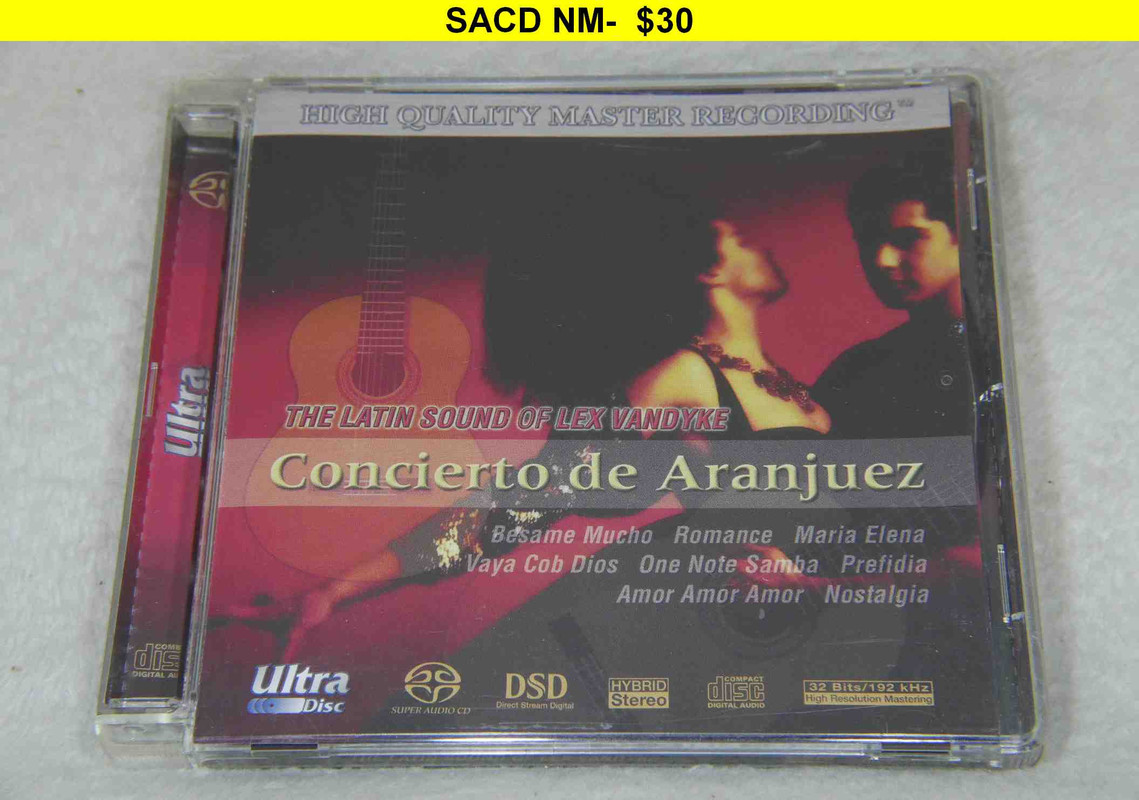 SACD NM-  $30
HIGH QUALITY MASTER RECORDING™
Ultra
THE LATIN SOUND OF LEX VANDYKE
Concierto de Aranjuez
Besame Mucho Romance Maria Elena
Vaya Cob Dios One Note Samba Prefidia
Amor Amor Amor Nostalgia
Ultra
Disc
SUPER AUDIO CD
DSD
Direct Stream Digital
HYBRID
Stereo
COMPACT
disc
DIGITAL AUDIO
32 Bits/192 kHz
High Resolution Mastering